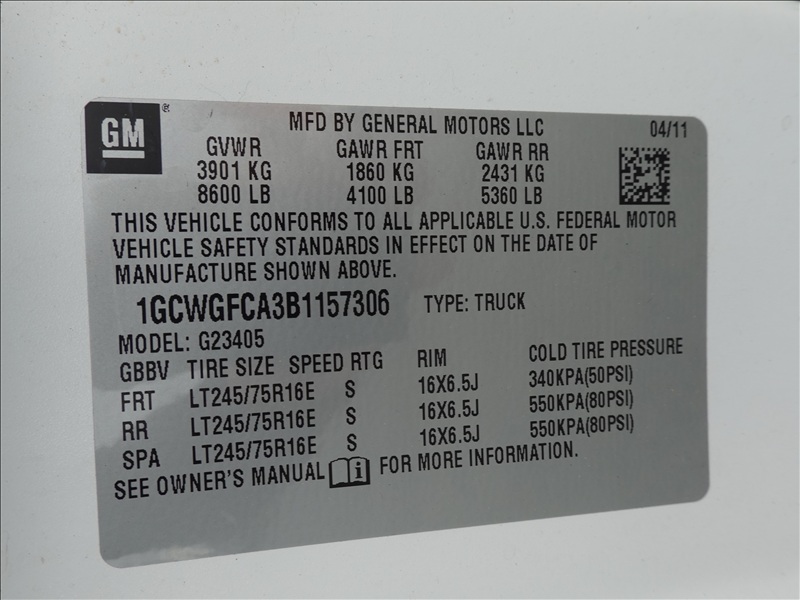 GM ®
MFD BY GENERAL MOTORS LLC 04/11
GVWR GAWR FRT GAWR RR
3901 KG 1860 KG 2431 KG
8600 LB 4100 LB 5360 LB
THIS VEHICLE CONFORMS TO ALL APPLICABLE U.S. FEDERAL MOTOR
VEHICLE SAFETY STANDARDS IN EFFECT ON THE DATE OF
MANUFACTURE SHOWN ABOVE.
1GCWGFCA3B1157306 TYPE: TRUCK
MODEL: G23405
GBBV TIRE SIZE SPEED RTG RIM COLD TIRE PRESSURE
FRT LT245/75R16E S 16X6.5J 340KPA(50PSI)
RR LT245/75R16E S 16X6.5J 550KPA(80PSI)
SPA LT245/75R16E S 16X6.5J 550KPA(80PSI)
SEE OWNER'S MANUAL i FOR MORE INFORMATION.